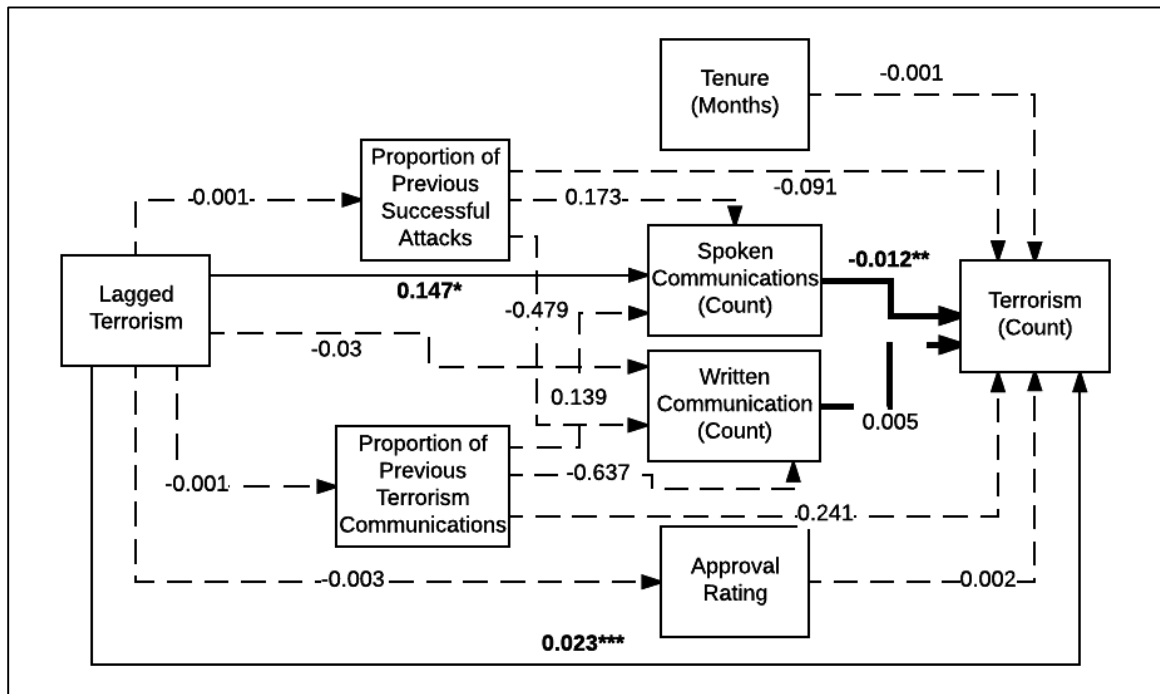 Tenure
(Months)
-0.001
Proportion of
Previous
Successful
Attacks
-0.001
-0.091
0.173
Spoken
Communications
(Count)
-0.012**
Lagged
Terrorism
Terrorism
(Count)
0.147*
-0.479
-0.03
Written
Communication
(Count)
0.139
0.005
Proportion of
Previous
Terrorism
Communications
-0.001
-0.637
0.241
Approval
Rating
-0.003
-0.002
0.023***